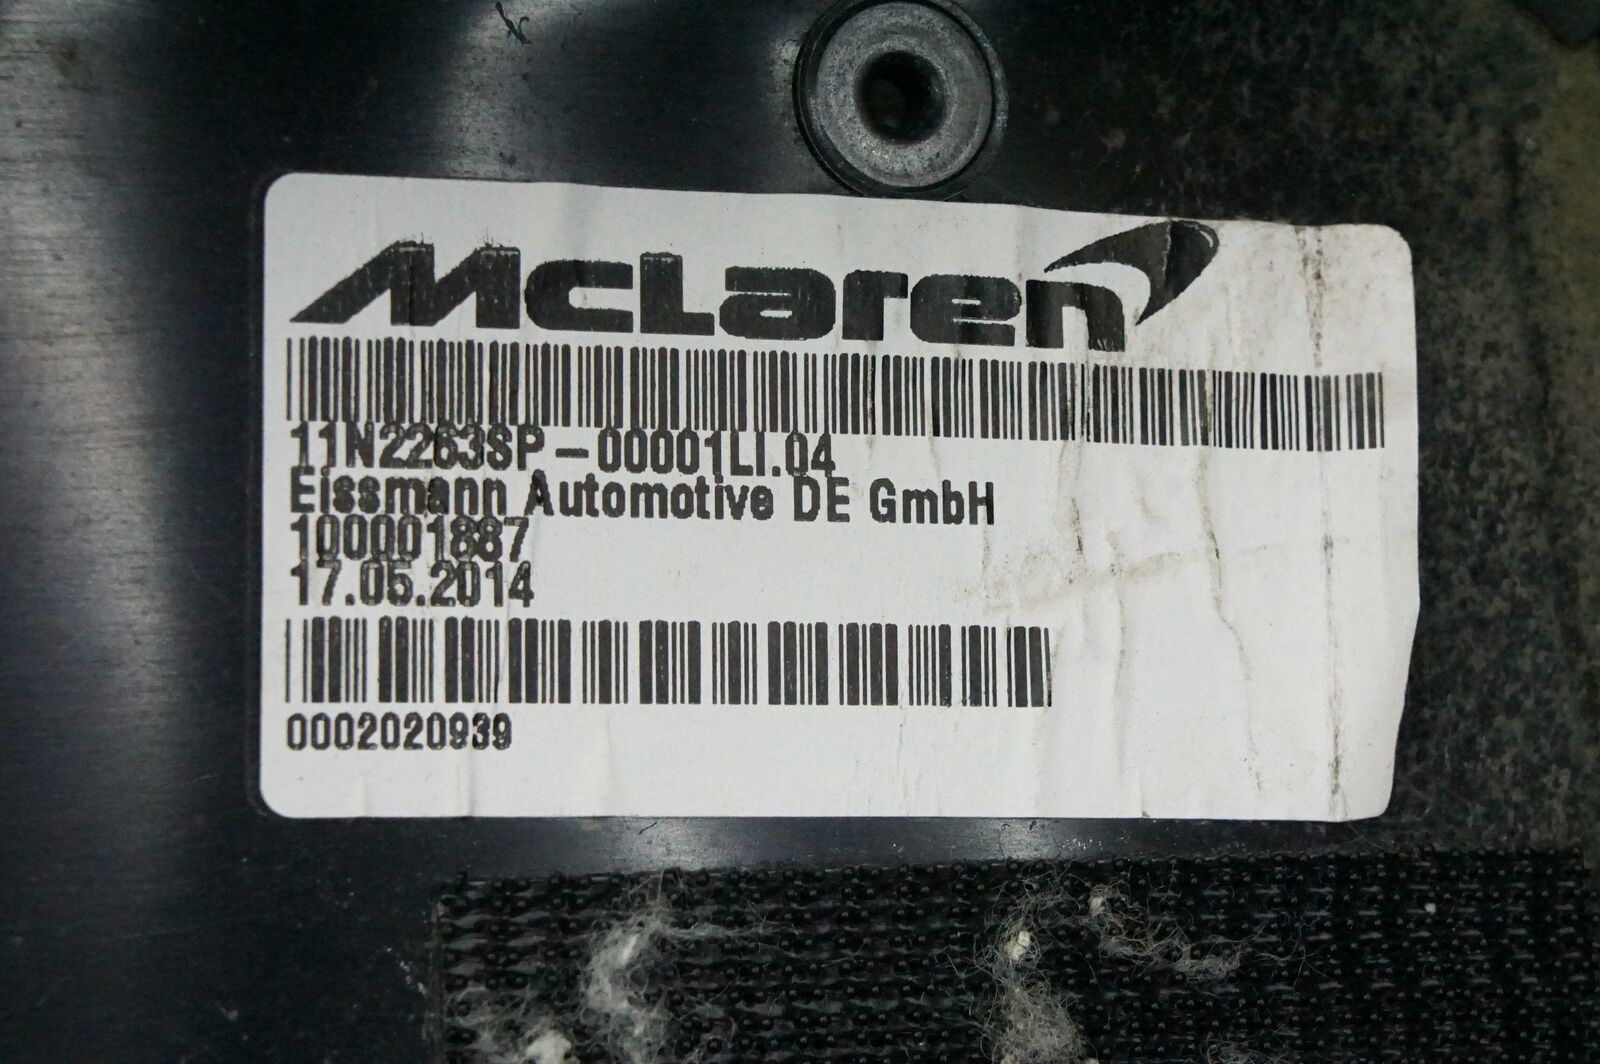 McLaren
11N2263SP-00001LI.04
Eissmann Automotive DE GmbH
100001887
17.05.2014
0002020939